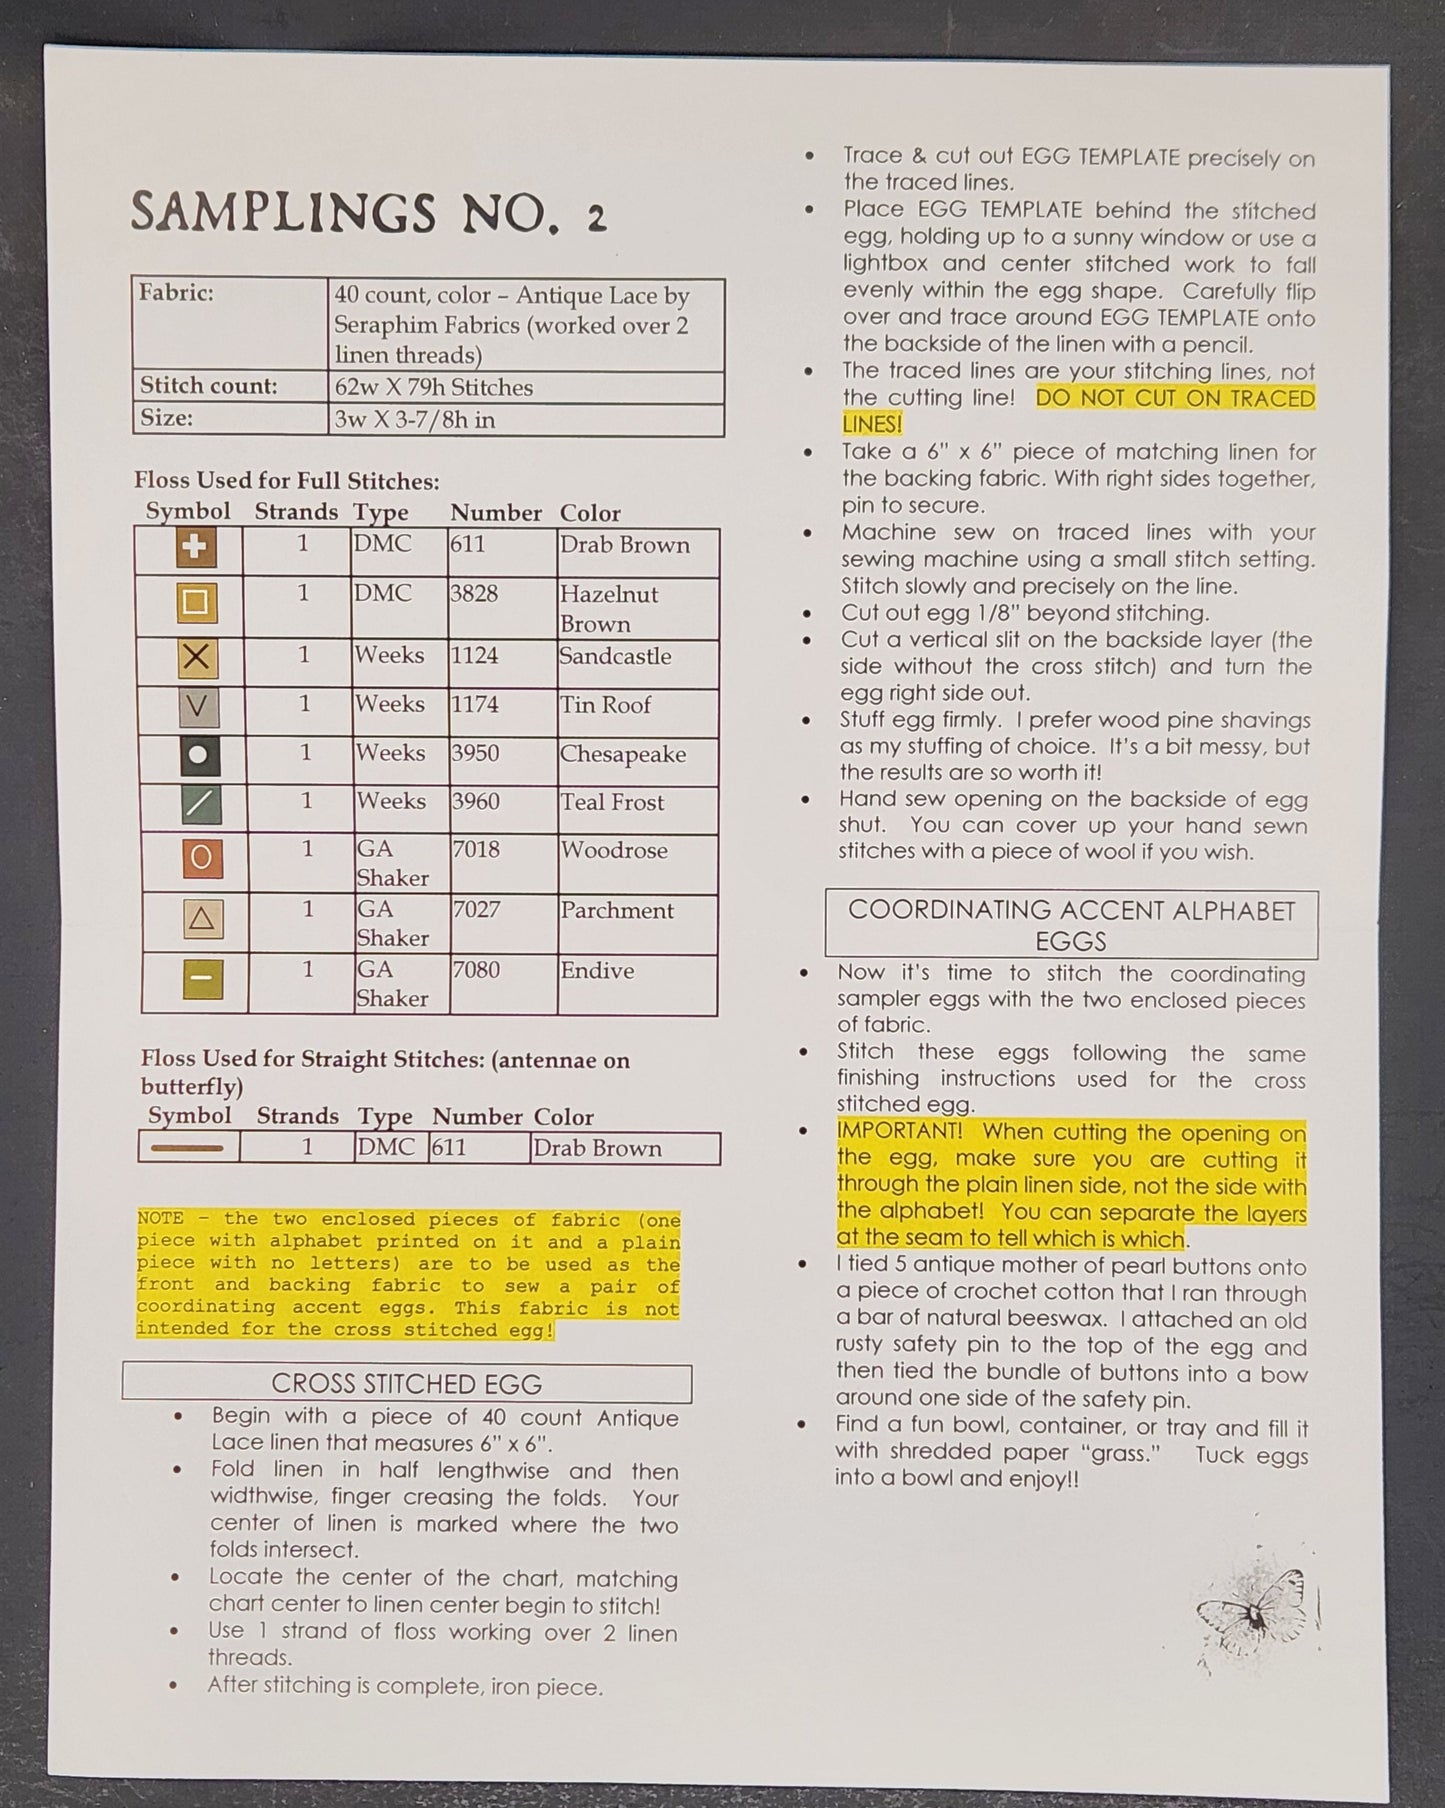 SAMPLINGS NO. 2
Fabric: 40 count, color – Antique Lace by
Seraphim Fabrics (worked over 2
linen threads)
Stitch count: 62w X 79h Stitches
Size: 3w X 3-7/8h in
Floss Used for Full Stitches:
Symbol Strands Type Number Color
1 DMC 611 Drab Brown
1 DMC 3828 Hazelnut
Brown
1 Weeks 1124 Sandcastle
1 Weeks 1174 Tin Roof
1 Weeks 3950 Chesapeake
1 Weeks 3960 Teal Frost
1 GA 7018 Woodrose
Shaker
1 GA 7027 Parchment
Shaker
1 GA 7080 Endive
Shaker
Floss Used for Straight Stitches: (antennae on
butterfly)
Symbol Strands Type Number Color
1 DMC 611 Drab Brown
NOTE – the two enclosed pieces of fabric (one
piece with alphabet printed on it and a plain
piece with no letters) are to be used as the
front and backing fabric to sew a pair of
coordinating accent eggs. This fabric is not
intended for the cross stitched egg!
CROSS STITCHED EGG
• Begin with a piece of 40 count Antique
Lace linen that measures 6" x 6".
• Fold linen in half lengthwise and then
widthwise, finger creasing the folds. Your
center of linen is marked where the two
folds intersect.
• Locate the center of the chart, matching
chart center to linen center begin to stitch!
• Use 1 strand of floss working over 2 linen
threads.
• After stitching is complete, iron piece.
• Trace & cut out EGG TEMPLATE precisely on
the traced lines.
• Place EGG TEMPLATE behind the stitched
egg, holding up to a sunny window or use a
lightbox and center stitched work to fall
evenly within the egg shape. Carefully flip
over and trace around EGG TEMPLATE onto
the backside of the linen with a pencil.
• The traced lines are your stitching lines, not
the cutting line! DO NOT CUT ON TRACED
LINES!
• Take a 6" x 6" piece of matching linen for
the backing fabric. With right sides together,
pin to secure.
• Machine sew on traced lines with your
sewing machine using a small stitch setting.
Stitch slowly and precisely on the line.
• Cut out egg 1/8" beyond stitching.
• Cut a vertical slit on the backside layer (the
side without the cross stitch) and turn the
egg right side out.
• Stuff egg firmly. I prefer wood pine shavings
as my stuffing of choice. It's a bit messy, but
the results are so worth it!
• Hand sew opening on the backside of egg
shut. You can cover up your hand sewn
stitches with a piece of wool if you wish.
COORDINATING ACCENT ALPHABET
EGGS
• Now it's time to stitch the coordinating
sampler eggs with the two enclosed pieces
of fabric.
• Stitch these eggs following the same
finishing instructions used for the cross
stitched egg.
• IMPORTANT! When cutting the opening on
the egg, make sure you are cutting it
through the plain linen side, not the side with
the alphabet! You can separate the layers
at the seam to tell which is which.
• I tied 5 antique mother of pearl buttons onto
a piece of crochet cotton that I ran through
a bar of natural beeswax. I attached an old
rusty safety pin to the top of the egg and
then tied the bundle of buttons into a bow
around one side of the safety pin.
• Find a fun bowl, container, or tray and fill it
with shredded paper "grass." Tuck eggs
into a bowl and enjoy!!